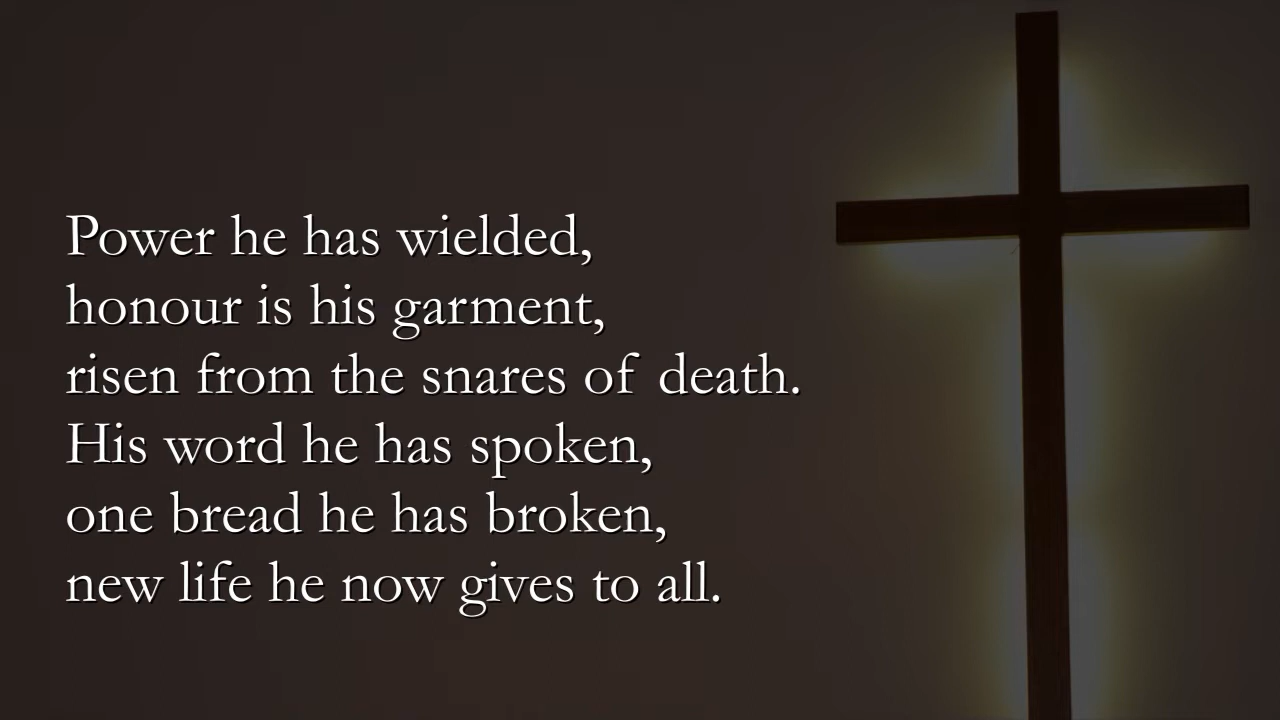 Power he has wielded,
honour is his garment,
risen from the snares of death.
His word he has spoken,
one bread he has broken,
new life he now gives to all.